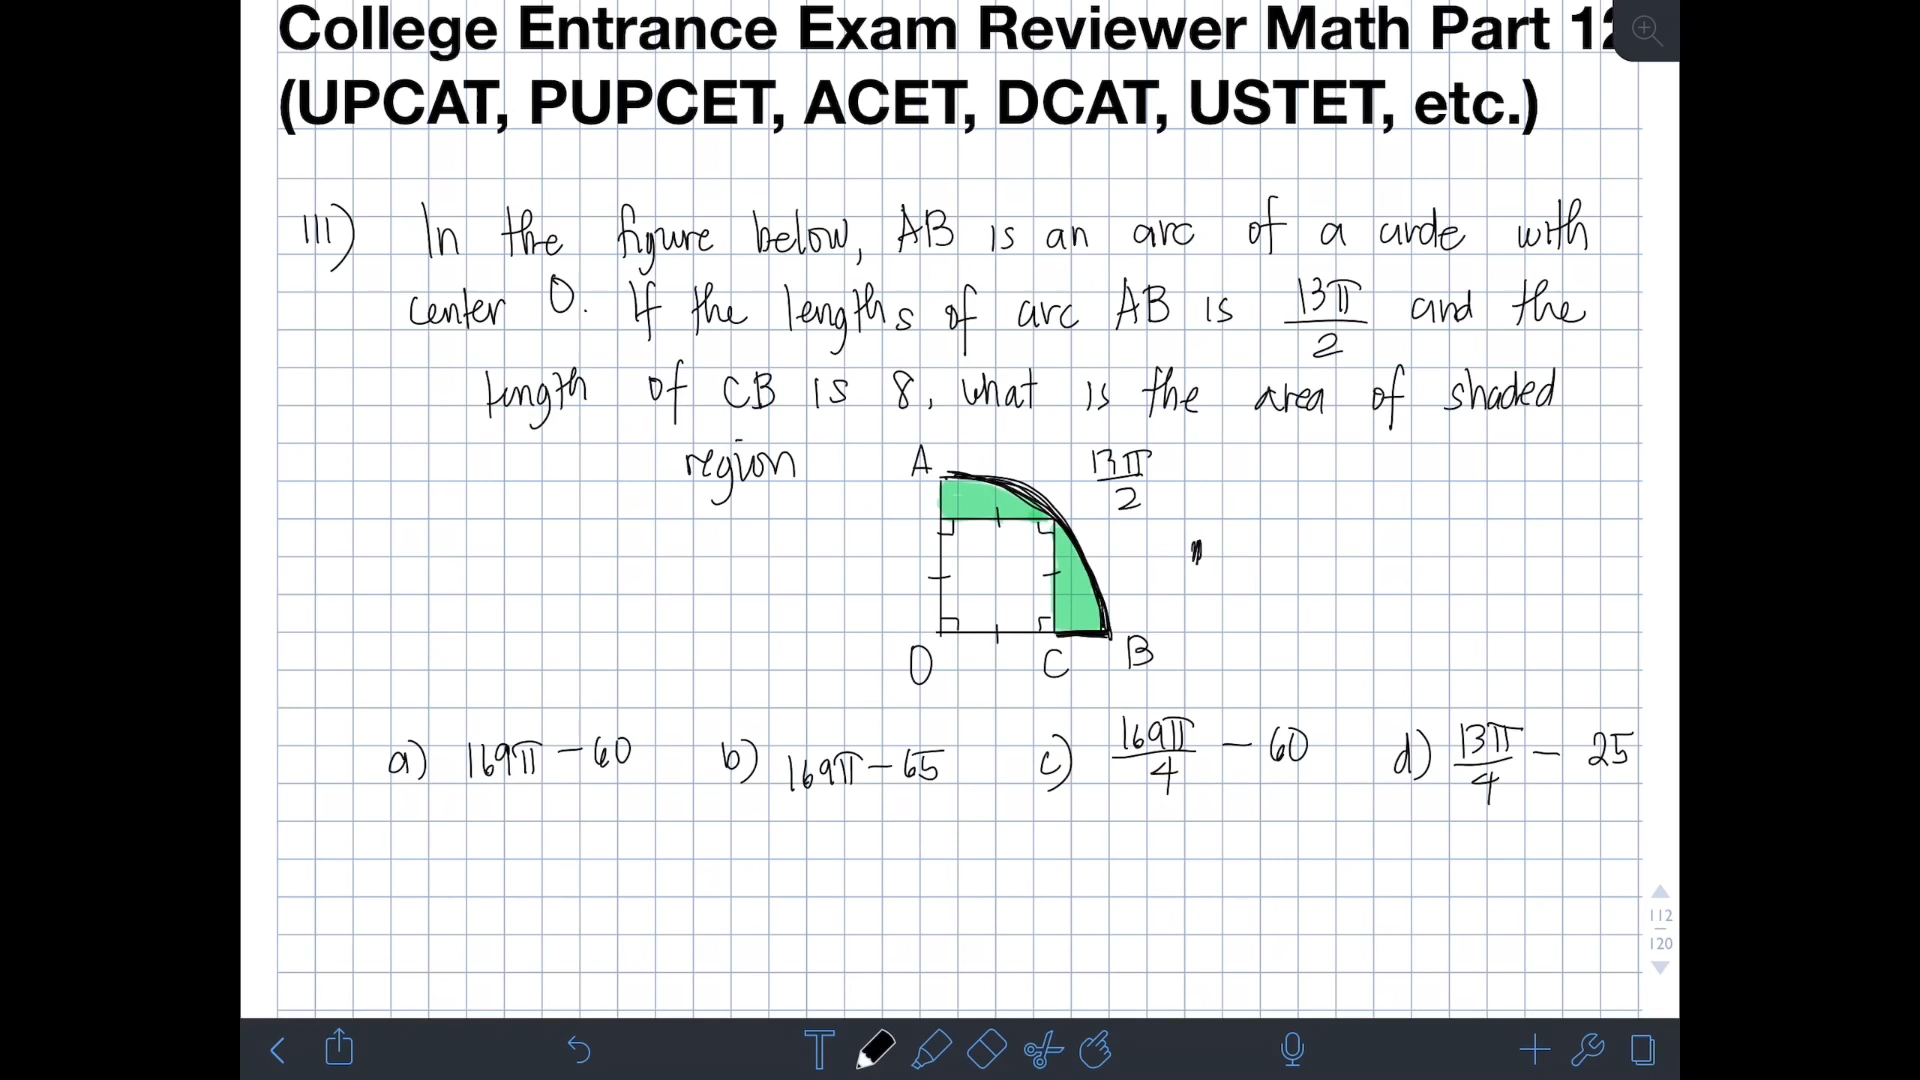 College Entrance Exam Reviewer Math Part 12
(UPCAT, PUPCET, ACET, DCAT, USTET, etc.)
111) In the figure below, AB is an arc of a circle with
center O. If the lengths of arc AB is 13π/2 and the
length of CB is 8, what is the area of shaded
region
A 13π/2
O C B
a) 169π - 60 b) 169π - 65 c) 169π/4 - 60 d) 13π/4 - 25
112
120
T